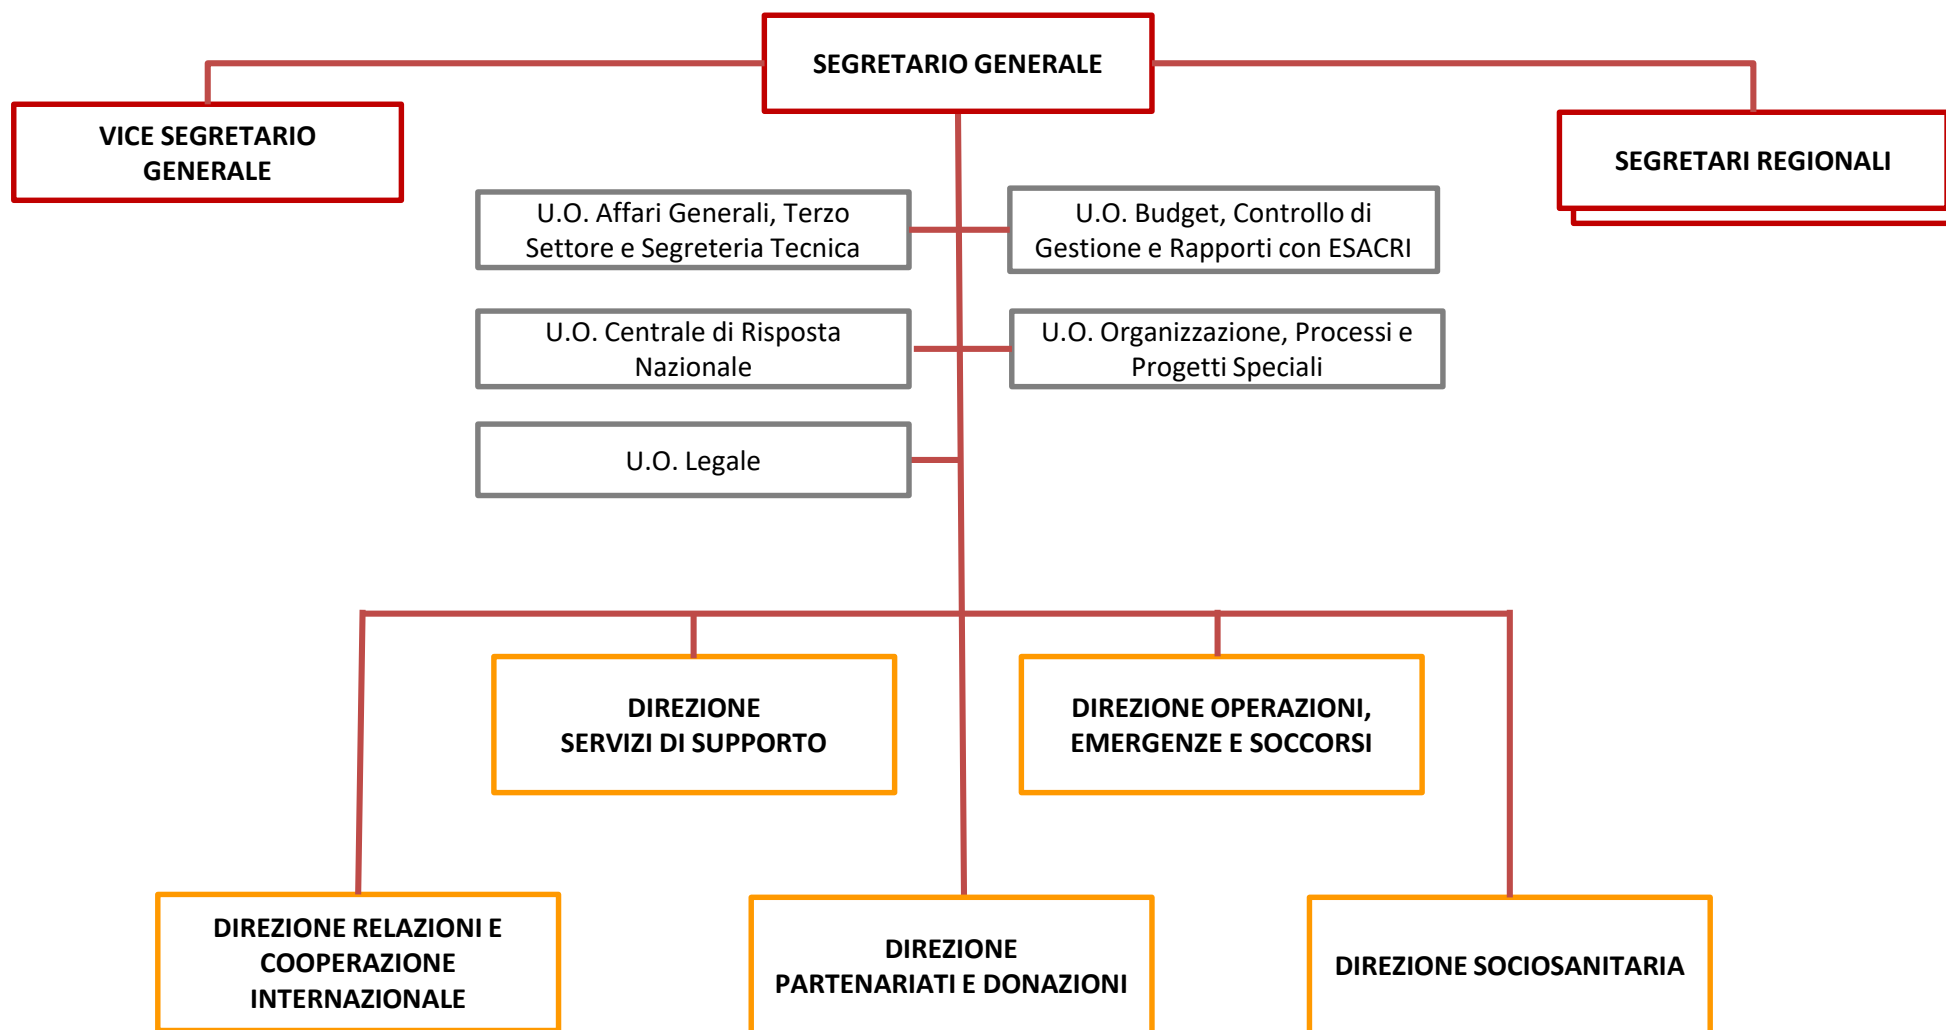 SEGRETARIO GENERALE
VICE SEGRETARIO
GENERALE
SEGRETARI REGIONALI
U.O. Affari Generali, Terzo
Settore e Segreteria Tecnica
U.O. Budget, Controllo di
Gestione e Rapporti con ESACRI
U.O. Centrale di Risposta
Nazionale
U.O. Organizzazione, Processi e
Progetti Speciali
U.O. Legale
DIREZIONE
SERVIZI DI SUPPORTO
DIREZIONE OPERAZIONI,
EMERGENZE E SOCCORSI
DIREZIONE RELAZIONI E
COOPERAZIONE
INTERNAZIONALE
DIREZIONE
PARTENARIATI E DONAZIONI
DIREZIONE SOCIOSANITARIA